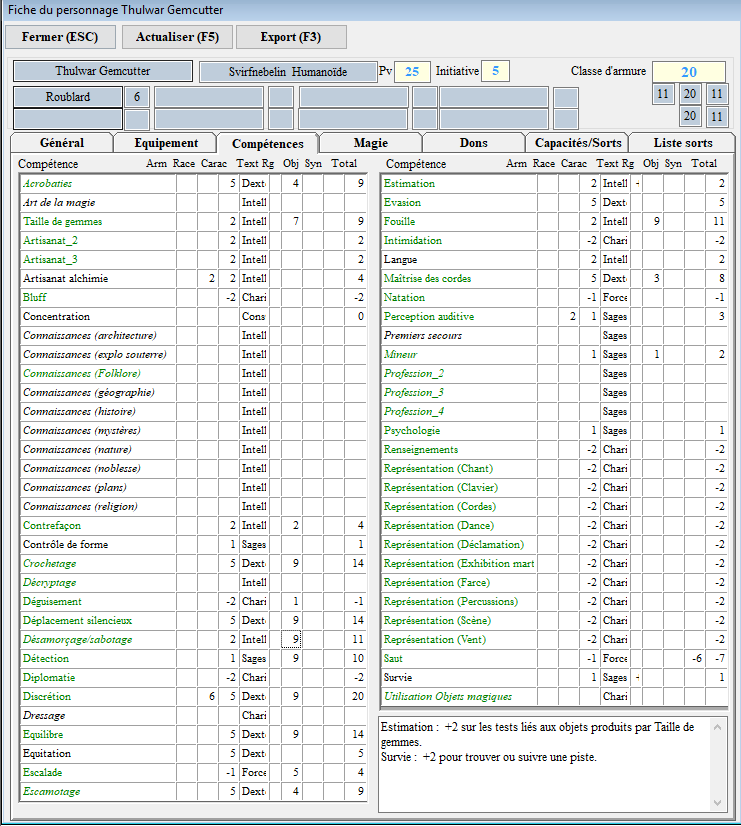 Fiche du personnage Thulwar Gemcutter
Fermer (ESC) Actualiser (F5) Export (F3)
Thulwar Gemcutter Svirfnebelin Humanoïde Pv 25 Initiative 5 Classe d'armure 20
Roublard 6 11 20 11
20 11
Général Equipement Compétences Magie Dons Capacités/Sorts Liste sorts
Compétence Arm Race Carac Text Rg Obj Syn Total
Acrobaties 5 Dext 4 9
Art de la magie Intell
Taille de gemmes 2 Intell 7 9
Artisanat_2 2 Intell 2
Artisanat_3 2 Intell 2
Artisanat alchimie 2 2 Intell 4
Bluff -2 Chari -2
Concentration Cons 0
Connaissances (architecture) Intell
Connaissances (explo souterre) Intell
Connaissances (Folklore) Intell
Connaissances (géographie) Intell
Connaissances (histoire) Intell
Connaissances (mystères) Intell
Connaissances (nature) Intell
Connaissances (noblesse) Intell
Connaissances (plans) Intell
Connaissances (religion) Intell
Contrefaçon 2 Intell 2 4
Contrôle de forme 1 Sages 1
Crochetage 5 Dext 9 14
Décryptage Intell
Déguisement -2 Chari 1 -1
Déplacement silencieux 5 Dext 9 14
Désamorçage/sabotage 2 Intell 9 11
Détection 1 Sages 9 10
Diplomatie -2 Chari -2
Discrétion 6 5 Dext 9 20
Dressage Chari
Equilibre 5 Dext 9 14
Equitation 5 Dext 5
Escalade -1 Force 5 4
Escamotage 5 Dext 4 9
Compétence Arm Race Carac Text Rg Obj Syn Total
Estimation 2 Intell + 2
Evasion 5 Dext 5
Fouille 2 Intell 9 11
Intimidation -2 Chari -2
Langue 2 Intell 2
Maîtrise des cordes 5 Dext 3 8
Natation -1 Force -1
Perception auditive 2 1 Sages 3
Premiers secours Sages
Mineur 1 Sages 1 2
Profession_2 Sages
Profession_3 Sages
Profession_4 Sages
Psychologie 1 Sages 1
Renseignements -2 Chari -2
Représentation (Chant) -2 Chari -2
Représentation (Clavier) -2 Chari -2
Représentation (Cordes) -2 Chari -2
Représentation (Dance) -2 Chari -2
Représentation (Déclamation) -2 Chari -2
Représentation (Exhibition mart -2 Chari -2
Représentation (Farce) -2 Chari -2
Représentation (Percussions) -2 Chari -2
Représentation (Scène) -2 Chari -2
Représentation (Vent) -2 Chari -2
Saut -1 Force -6 -7
Survie 1 Sages + 1
Utilisation Objets magiques Chari
Estimation : +2 sur les tests liés aux objets produits par Taille de
gemmes.
Survie : +2 pour trouver ou suivre une piste.